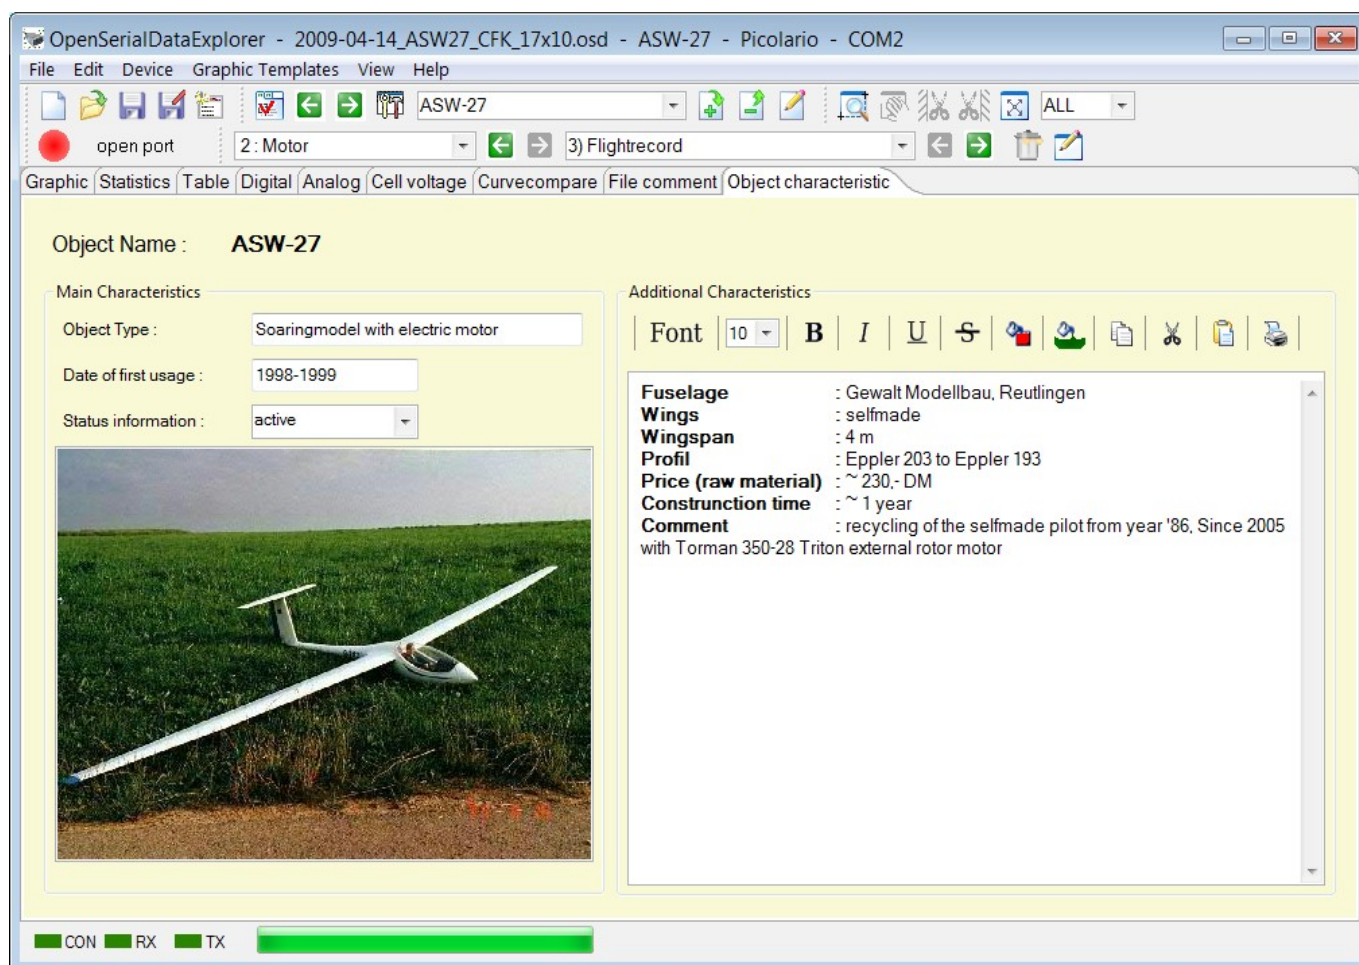 OpenSerialDataExplorer - 2009-04-14_ASW27_CFK_17x10.osd - ASW-27 - Picolario - COM2
File Edit Device Graphic Templates View Help
ASW-27 ALL
open port 2 : Motor 3) Flightrecord
Graphic Statistics Table Digital Analog Cell voltage Curvecompare File comment Object characteristic
Object Name : ASW-27
Main Characteristics
Object Type : Soaringmodel with electric motor
Date of first usage : 1998-1999
Status information : active
Additional Characteristics
Font 10 B I U S
Fuselage : Gewalt Modellbau, Reutlingen
Wings : selfmade
Wingspan : 4 m
Profil : Eppler 203 to Eppler 193
Price (raw material) : ~ 230,- DM
Construnction time : ~ 1 year
Comment : recycling of the selfmade pilot from year '86, Since 2005
with Torman 350-28 Triton external rotor motor
CON RX TX